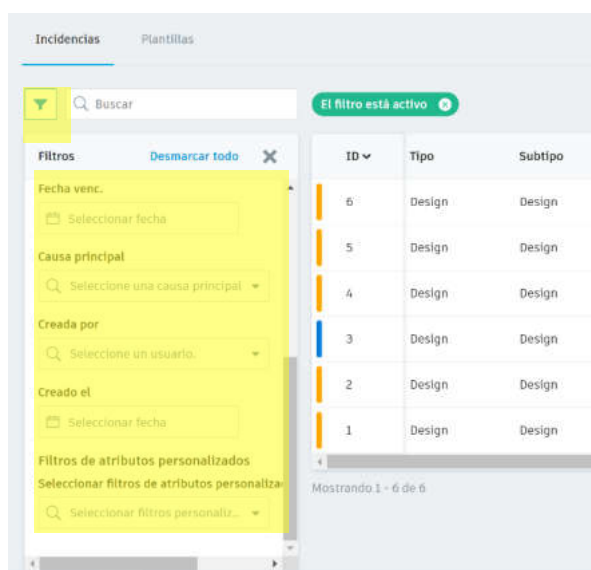 Incidencias Plantillas
Buscar
El filtro está activo
Filtros Desmarcar todo
Fecha venc.
Seleccionar fecha
Causa principal
Seleccione una causa principal
Creada por
Seleccione un usuario.
Creado el
Seleccionar fecha
Filtros de atributos personalizados
Seleccionar filtros de atributos personaliza
Seleccionar filtros personaliz...
ID Tipo Subtipo
6 Design Design
5 Design Design
4 Design Design
3 Design Design
2 Design Design
1 Design Design
Mostrando 1 - 6 de 6